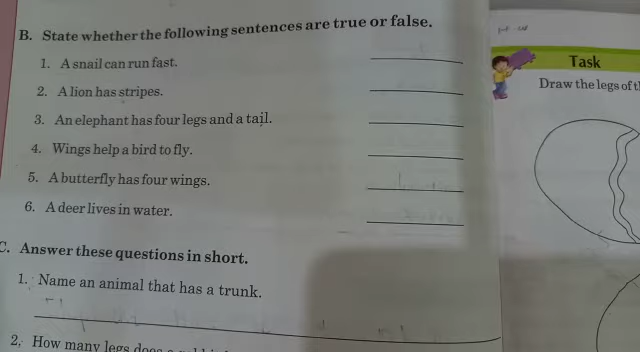 B. State whether the following sentences are true or false.
1. A snail can run fast.
2. A lion has stripes.
3. An elephant has four legs and a tail.
4. Wings help a bird to fly.
5. A butterfly has four wings.
6. A deer lives in water.
C. Answer these questions in short.
1. Name an animal that has a trunk.
2. How many legs does a
Task
Draw the legs of